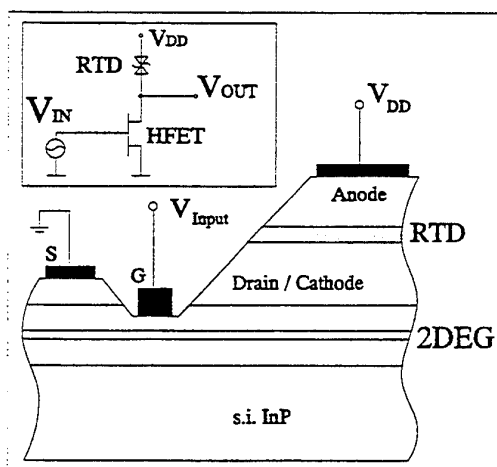 VDD
RTD
VOUT
VIN
HFET
VDD
Anode
VInput
RTD
S
G
Drain / Cathode
2DEG
s.i. InP